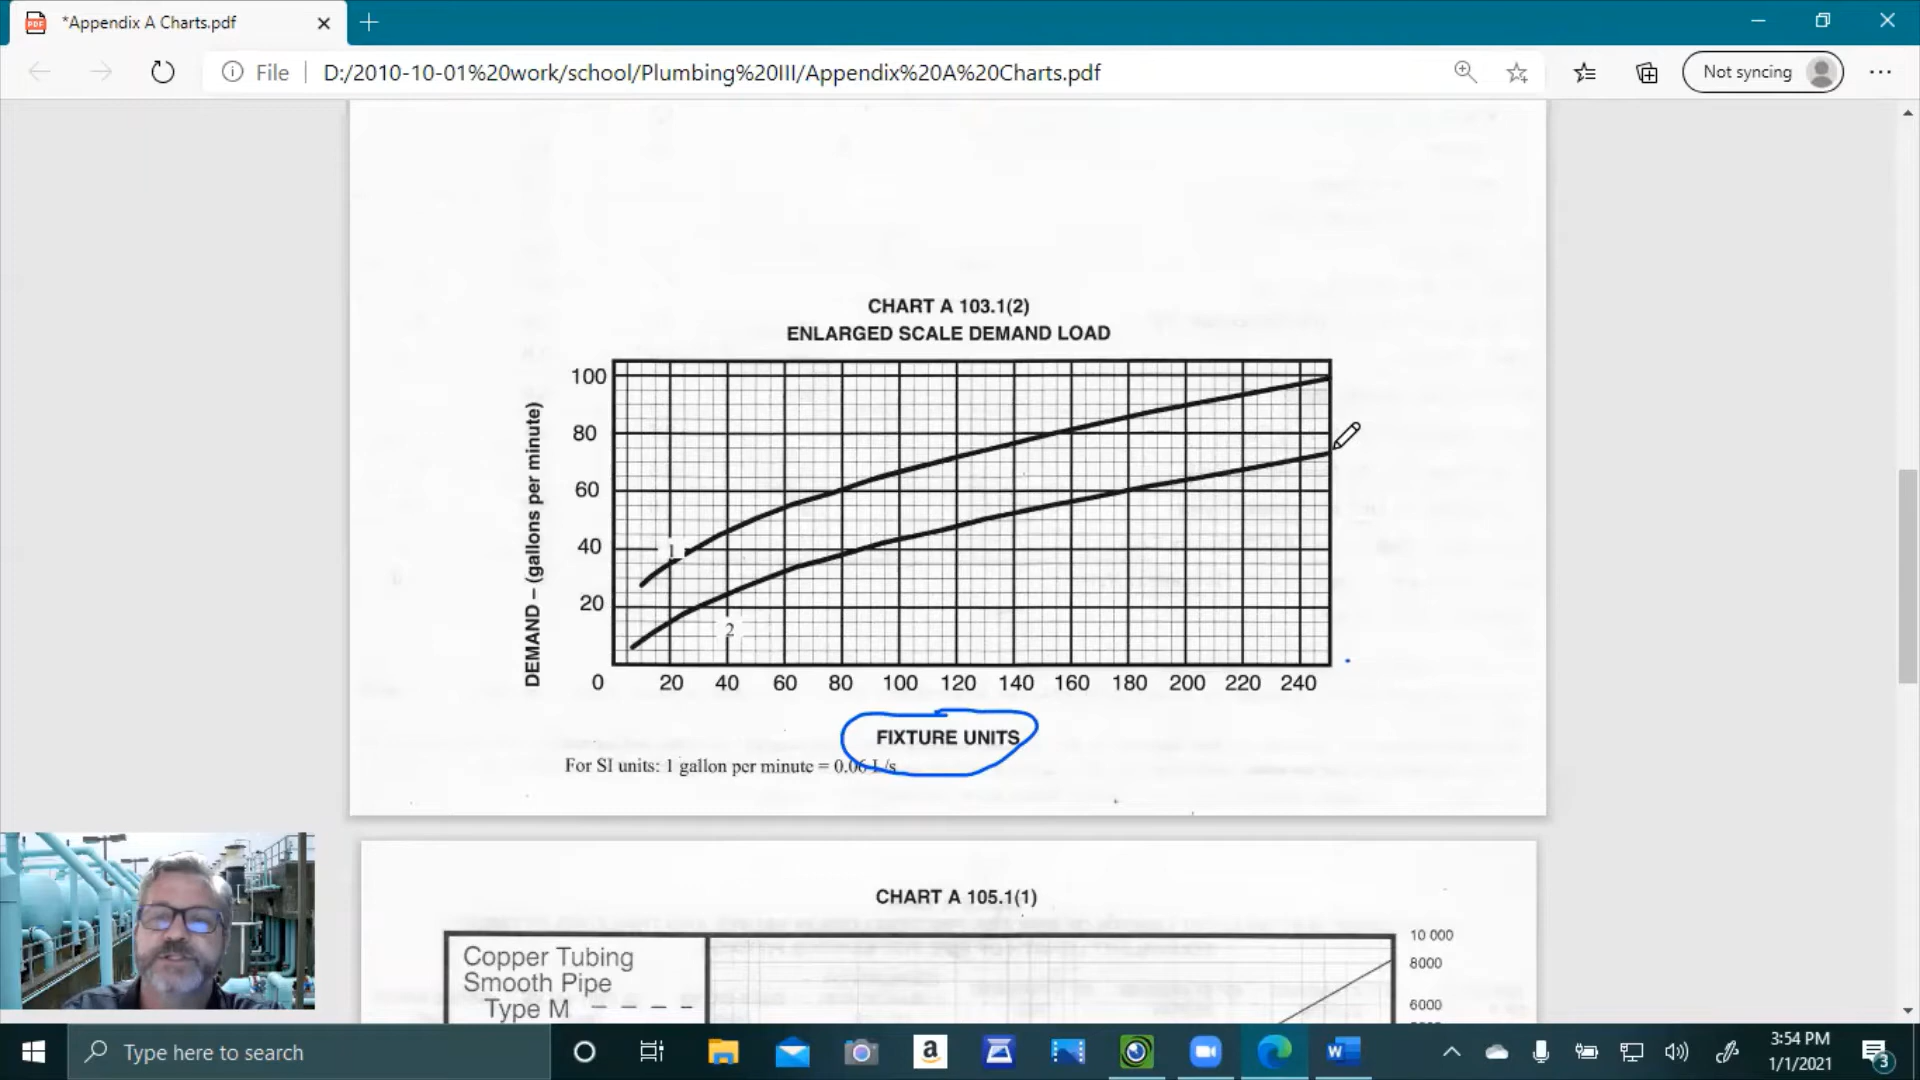 *Appendix A Charts.pdf
File
D:/2010-10-01%20work/school/Plumbing%20III/Appendix%20A%20Charts.pdf
Not syncing
CHART A 103.1(2)
ENLARGED SCALE DEMAND LOAD
DEMAND – (gallons per minute)
100
80
60
40
20
0
1
2
20 40 60 80 100 120 140 160 180 200 220 240
FIXTURE UNITS
For SI units: 1 gallon per minute = 0.06 L/s
CHART A 105.1(1)
Copper Tubing
Smooth Pipe
Type M
10 000
8000
6000
Type here to search
a
W
3:54 PM
1/1/2021
3